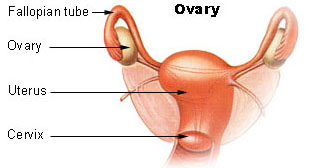 Ovary
Fallopian tube
Ovary
Uterus
Cervix